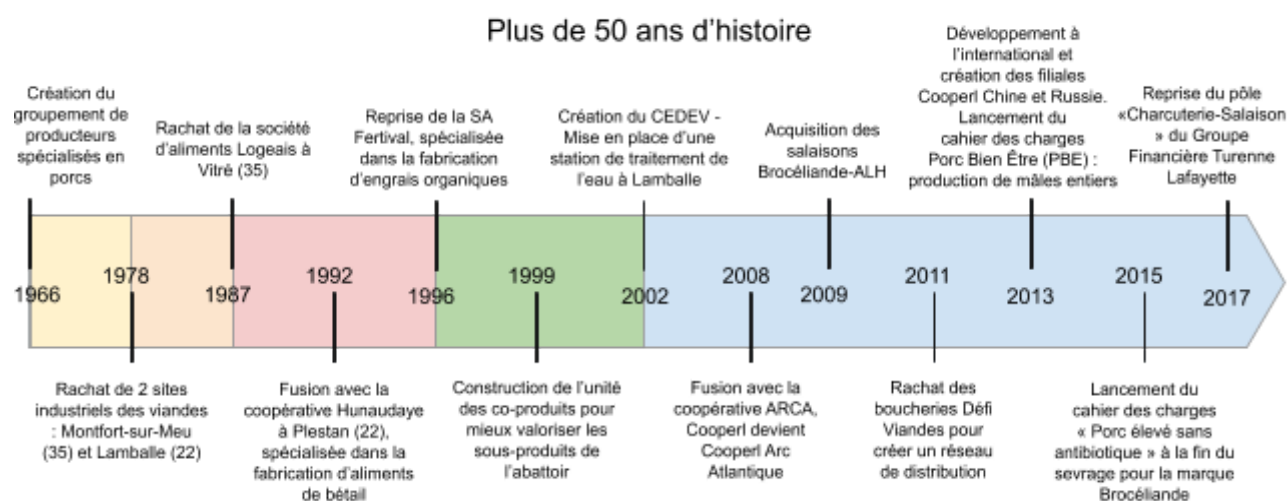 Plus de 50 ans d’histoire
Création du
groupement de
producteurs
spécialisés en
porcs
Rachat de la société
d’aliments Logeais à
Vitré (35)
Reprise de la SA
Fertival, spécialisée
dans la fabrication
d’engrais organiques
Création du CEDEV -
Mise en place d’une
station de traitement de
l’eau à Lamballe
Acquisition des
salaisons
Brocéliande-ALH
Développement à
l’international et
création des filiales
Cooperl Chine et Russie.
Lancement du
cahier des charges
Porc Bien Être (PBE) :
production de mâles entiers
Reprise du pôle
«Charcuterie-Salaison
» du Groupe
Financière Turenne
Lafayette
1966
1978
1987
1992
1996
1999
2002
2008
2009
2011
2013
2015
2017
Rachat de 2 sites
industriels des viandes
: Montfort-sur-Meu
(35) et Lamballe (22)
Fusion avec la
coopérative Hunaudaye
à Plestan (22),
spécialisée dans la
fabrication d’aliments
de bétail
Construction de l’unité
des co-produits pour
mieux valoriser les
sous-produits de
l’abattoir
Fusion avec la
coopérative ARCA,
Cooperl devient
Cooperl Arc
Atlantique
Rachat des
boucheries Défi
Viandes pour
créer un réseau
de distribution
Lancement du
cahier des charges
« Porc élevé sans
antibiotique » à la fin du
sevrage pour la marque
Brocéliande